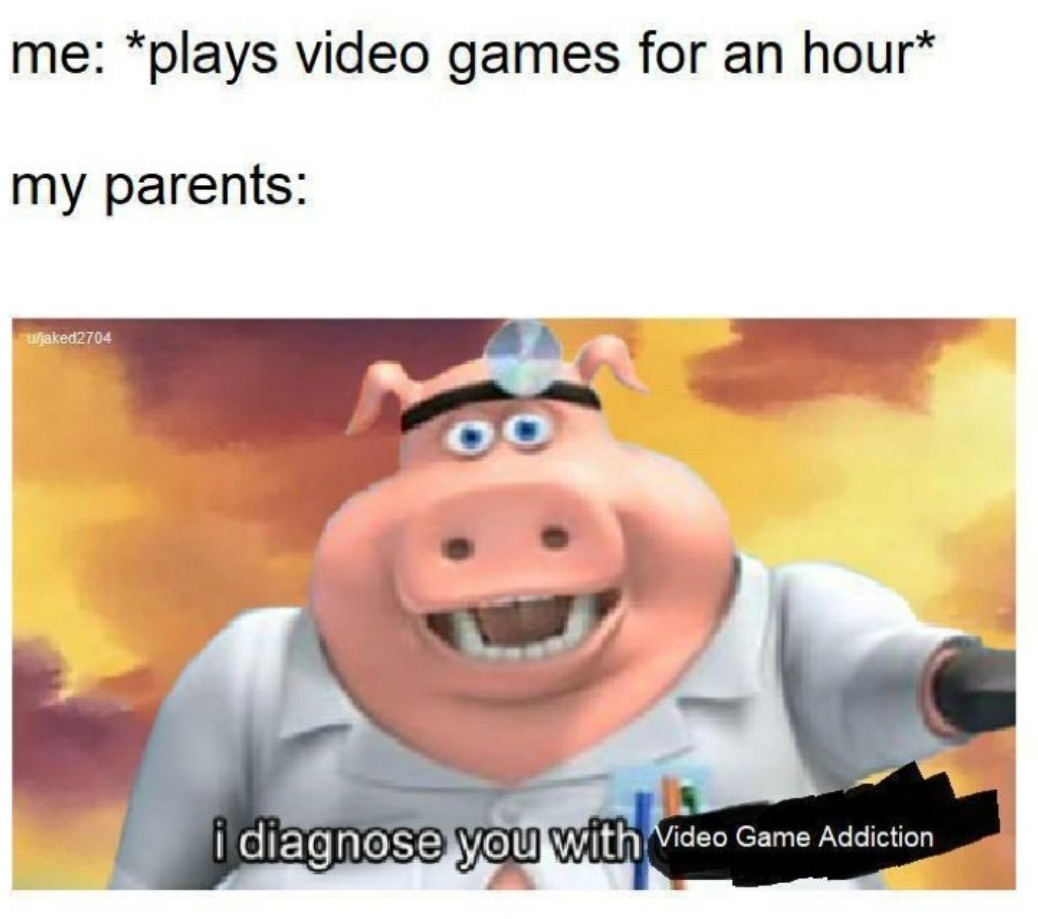 me: *plays video games for an hour*
my parents:
u/jaked2704
i diagnose you with Video Game Addiction